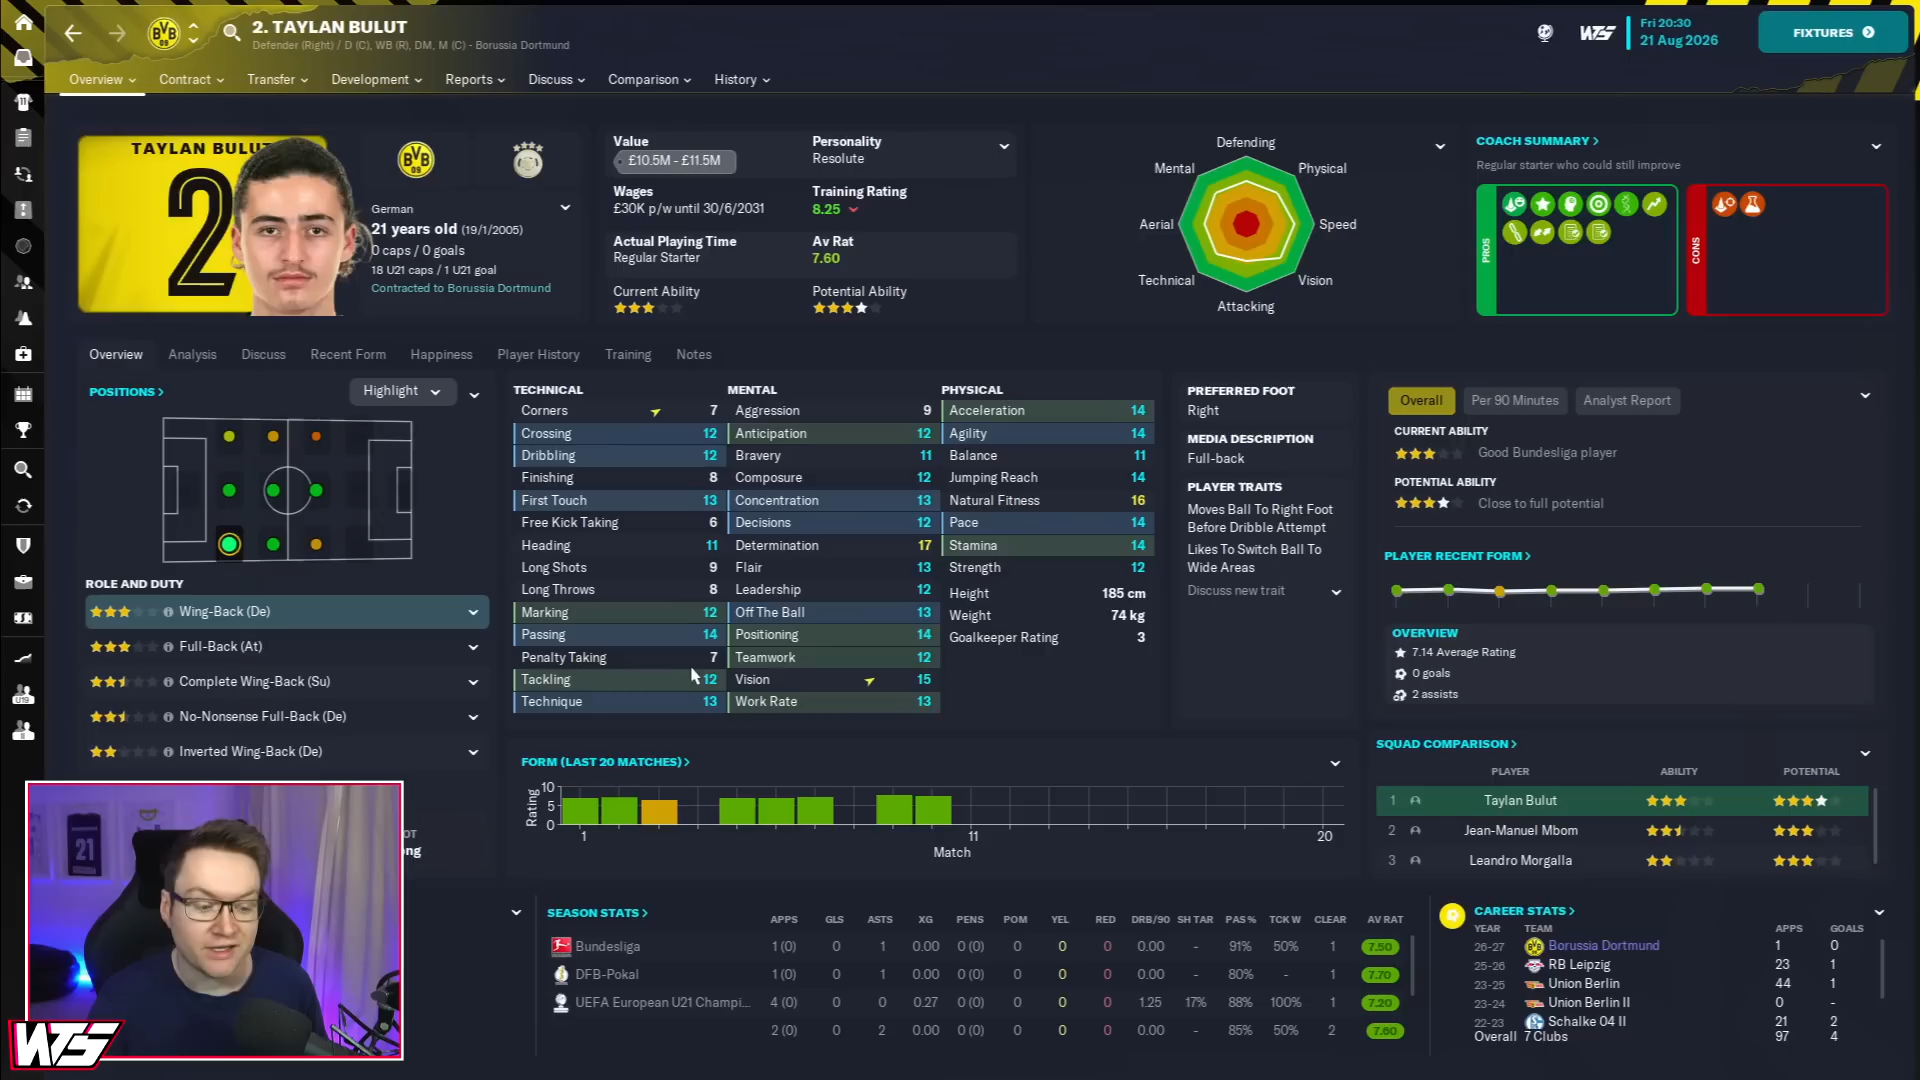 2. TAYLAN BULUT
Defender (Right) / D (C), WB (R), DM, M (C) - Borussia Dortmund
WTS
Fri 20:30
21 Aug 2026
FIXTURES
Overview
Contract
Transfer
Development
Reports
Discuss
Comparison
History
TAYLAN BULUT
2
BVB
09
German
21 years old (19/1/2005)
0 caps / 0 goals
18 U21 caps / 1 U21 goal
Contracted to Borussia Dortmund
Value
£10.5M - £11.5M
Personality
Resolute
Wages
£30K p/w until 30/6/2031
Training Rating
8.25
Actual Playing Time
Regular Starter
Av Rat
7.60
Current Ability
Potential Ability
Defending
Physical
Speed
Vision
Attacking
Technical
Aerial
Mental
COACH SUMMARY >
Regular starter who could still improve
PROS
CONS
Overview
Analysis
Discuss
Recent Form
Happiness
Player History
Training
Notes
POSITIONS >
Highlight
ROLE AND DUTY
Wing-Back (De)
Full-Back (At)
Complete Wing-Back (Su)
No-Nonsense Full-Back (De)
Inverted Wing-Back (De)
TECHNICAL
Corners 7
Crossing 12
Dribbling 12
Finishing 8
First Touch 13
Free Kick Taking 6
Heading 11
Long Shots 9
Long Throws 8
Marking 12
Passing 14
Penalty Taking 7
Tackling 12
Technique 13
MENTAL
Aggression 9
Anticipation 12
Bravery 11
Composure 12
Concentration 13
Decisions 12
Determination 17
Flair 13
Leadership 12
Off The Ball 13
Positioning 14
Teamwork 12
Vision 15
Work Rate 13
PHYSICAL
Acceleration 14
Agility 14
Balance 11
Jumping Reach 14
Natural Fitness 16
Pace 14
Stamina 14
Strength 12
Height 185 cm
Weight 74 kg
Goalkeeper Rating 3
PREFERRED FOOT
Right
MEDIA DESCRIPTION
Full-back
PLAYER TRAITS
Moves Ball To Right Foot
Before Dribble Attempt
Likes To Switch Ball To
Wide Areas
Discuss new trait
Overall
Per 90 Minutes
Analyst Report
CURRENT ABILITY
Good Bundesliga player
POTENTIAL ABILITY
Close to full potential
PLAYER RECENT FORM >
OVERVIEW
7.14 Average Rating
0 goals
2 assists
SQUAD COMPARISON >
PLAYER ABILITY POTENTIAL
1 Taylan Bulut
2 Jean-Manuel Mbom
3 Leandro Morgalla
FORM (LAST 20 MATCHES) >
Rating
10
5
0
1 11 20
Match
SEASON STATS >
APPS GLS ASTS XG PENS POM YEL RED DRB/90 SH TAR PAS % TCK W CLEAR AV RAT
Bundesliga 1 (0) 0 1 0.00 0 (0) 0 0 0 0.00 - 91% 50% 1 7.50
DFB-Pokal 1 (0) 0 1 0.00 0 (0) 0 0 0 0.00 - 80% - 1 7.70
UEFA European U21 Champi... 4 (0) 0 0 0.27 0 (0) 0 0 0 1.25 17% 88% 100% 1 7.20
2 (0) 0 2 0.00 0 (0) 0 0 0 0.00 - 85% 50% 2 7.60
CAREER STATS >
YEAR TEAM APPS GOALS
26-27 Borussia Dortmund 1 0
25-26 RB Leipzig 23 1
23-25 Union Berlin 44 1
23-24 Union Berlin II 0 -
22-23 Schalke 04 II 21 2
Overall 7 Clubs 97 4
21
WTS